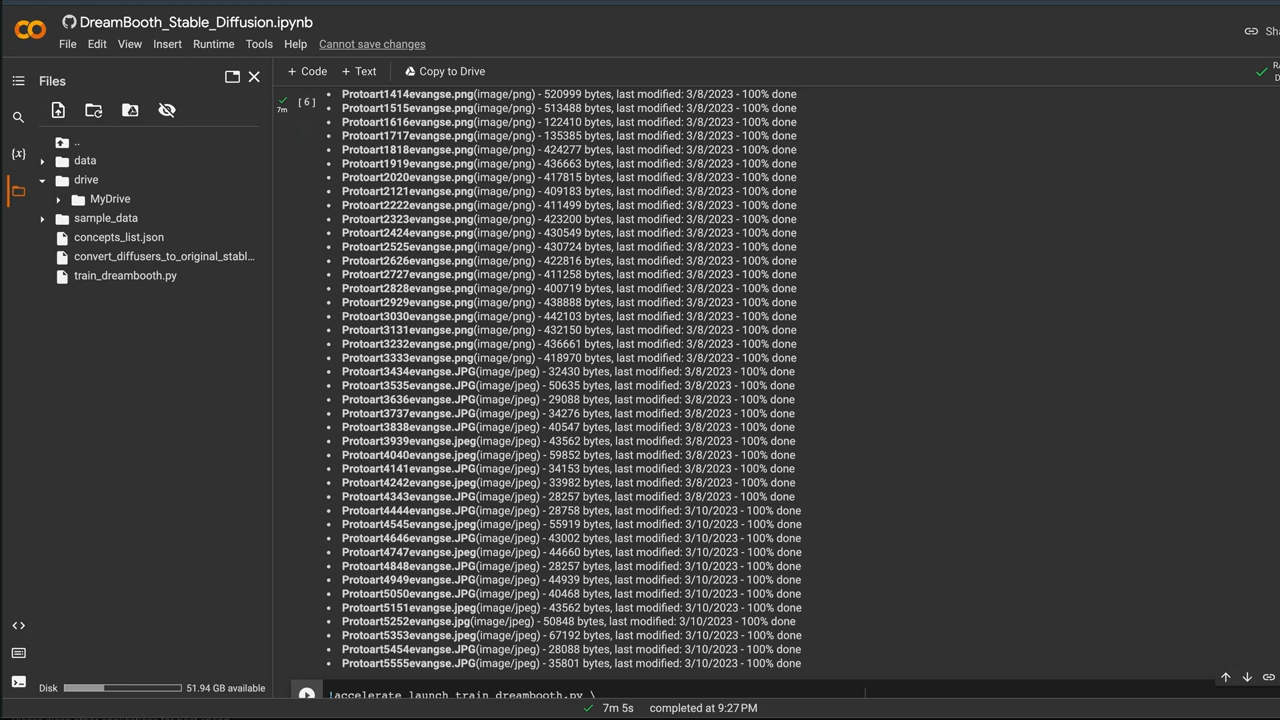 DreamBooth_Stable_Diffusion.ipynb
File Edit View Insert Runtime Tools Help Cannot save changes
Files
+ Code + Text Copy to Drive
..
data
drive
MyDrive
sample_data
concepts_list.json
convert_diffusers_to_original_stabl...
train_dreambooth.py
7m
[6]
Protoart1414evangse.png(image/png) - 520999 bytes, last modified: 3/8/2023 - 100% done
Protoart1515evangse.png(image/png) - 513488 bytes, last modified: 3/8/2023 - 100% done
Protoart1616evangse.png(image/png) - 122410 bytes, last modified: 3/8/2023 - 100% done
Protoart1717evangse.png(image/png) - 135385 bytes, last modified: 3/8/2023 - 100% done
Protoart1818evangse.png(image/png) - 424277 bytes, last modified: 3/8/2023 - 100% done
Protoart1919evangse.png(image/png) - 436663 bytes, last modified: 3/8/2023 - 100% done
Protoart2020evangse.png(image/png) - 417815 bytes, last modified: 3/8/2023 - 100% done
Protoart2121evangse.png(image/png) - 409183 bytes, last modified: 3/8/2023 - 100% done
Protoart2222evangse.png(image/png) - 411499 bytes, last modified: 3/8/2023 - 100% done
Protoart2323evangse.png(image/png) - 423200 bytes, last modified: 3/8/2023 - 100% done
Protoart2424evangse.png(image/png) - 430549 bytes, last modified: 3/8/2023 - 100% done
Protoart2525evangse.png(image/png) - 430724 bytes, last modified: 3/8/2023 - 100% done
Protoart2626evangse.png(image/png) - 422816 bytes, last modified: 3/8/2023 - 100% done
Protoart2727evangse.png(image/png) - 411258 bytes, last modified: 3/8/2023 - 100% done
Protoart2828evangse.png(image/png) - 400719 bytes, last modified: 3/8/2023 - 100% done
Protoart2929evangse.png(image/png) - 438888 bytes, last modified: 3/8/2023 - 100% done
Protoart3030evangse.png(image/png) - 442103 bytes, last modified: 3/8/2023 - 100% done
Protoart3131evangse.png(image/png) - 432150 bytes, last modified: 3/8/2023 - 100% done
Protoart3232evangse.png(image/png) - 436661 bytes, last modified: 3/8/2023 - 100% done
Protoart3333evangse.png(image/png) - 418970 bytes, last modified: 3/8/2023 - 100% done
Protoart3434evangse.JPG(image/jpeg) - 32430 bytes, last modified: 3/8/2023 - 100% done
Protoart3535evangse.JPG(image/jpeg) - 50635 bytes, last modified: 3/8/2023 - 100% done
Protoart3636evangse.JPG(image/jpeg) - 29088 bytes, last modified: 3/8/2023 - 100% done
Protoart3737evangse.JPG(image/jpeg) - 34276 bytes, last modified: 3/8/2023 - 100% done
Protoart3838evangse.JPG(image/jpeg) - 40547 bytes, last modified: 3/8/2023 - 100% done
Protoart3939evangse.jpeg(image/jpeg) - 43562 bytes, last modified: 3/8/2023 - 100% done
Protoart4040evangse.JPG(image/jpeg) - 59852 bytes, last modified: 3/8/2023 - 100% done
Protoart4141evangse.JPG(image/jpeg) - 34153 bytes, last modified: 3/8/2023 - 100% done
Protoart4242evangse.JPG(image/jpeg) - 33982 bytes, last modified: 3/8/2023 - 100% done
Protoart4343evangse.JPG(image/jpeg) - 28257 bytes, last modified: 3/8/2023 - 100% done
Protoart4444evangse.JPG(image/jpeg) - 28758 bytes, last modified: 3/10/2023 - 100% done
Protoart4545evangse.jpeg(image/jpeg) - 55919 bytes, last modified: 3/10/2023 - 100% done
Protoart4646evangse.JPG(image/jpeg) - 43002 bytes, last modified: 3/10/2023 - 100% done
Protoart4747evangse.jpeg(image/jpeg) - 44660 bytes, last modified: 3/10/2023 - 100% done
Protoart4848evangse.JPG(image/jpeg) - 28257 bytes, last modified: 3/10/2023 - 100% done
Protoart4949evangse.JPG(image/jpeg) - 44939 bytes, last modified: 3/10/2023 - 100% done
Protoart5050evangse.JPG(image/jpeg) - 40468 bytes, last modified: 3/10/2023 - 100% done
Protoart5151evangse.jpeg(image/jpeg) - 43562 bytes, last modified: 3/10/2023 - 100% done
Protoart5252evangse.jpg(image/jpeg) - 50848 bytes, last modified: 3/10/2023 - 100% done
Protoart5353evangse.JPG(image/jpeg) - 67192 bytes, last modified: 3/10/2023 - 100% done
Protoart5454evangse.JPG(image/jpeg) - 28088 bytes, last modified: 3/10/2023 - 100% done
Protoart5555evangse.JPG(image/jpeg) - 35801 bytes, last modified: 3/10/2023 - 100% done
!accelerate launch train_dreambooth.py \
Disk 51.94 GB available
7m 5s completed at 9:27 PM